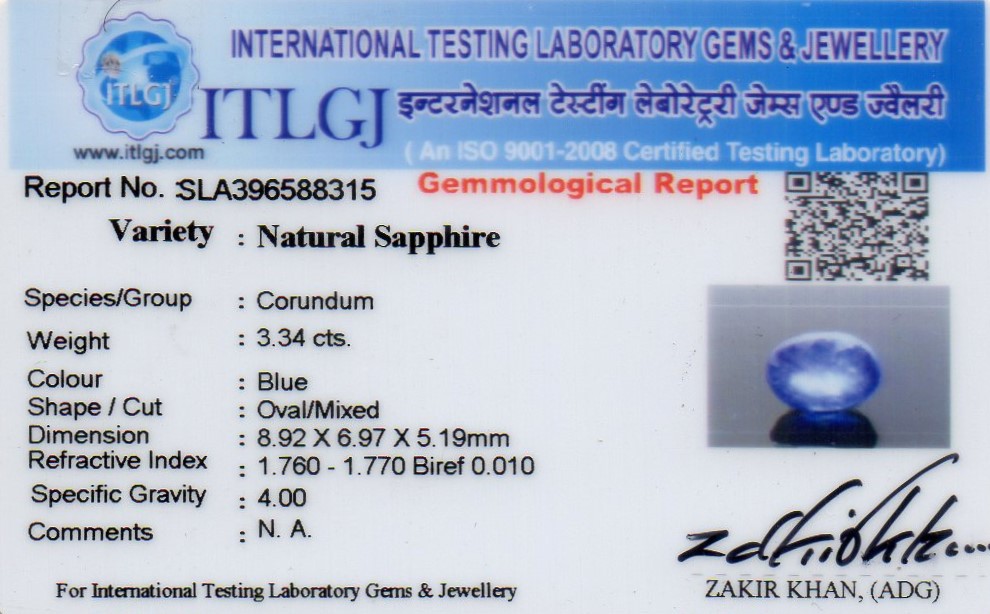 INTERNATIONAL TESTING LABORATORY GEMS & JEWELLERY
ITLGJ
ITLGJ इन्टरनेशनल टेस्टींग लेबोरेट्ररी जेम्स एण्ड ज्वैलरी
www.itlgj.com
( An ISO 9001-2008 Certified Testing Laboratory)
Report No. :SLA396588315
Gemmological Report
Variety : Natural Sapphire
Species/Group : Corundum
Weight : 3.34 cts.
Colour : Blue
Shape / Cut : Oval/Mixed
Dimension : 8.92 X 6.97 X 5.19mm
Refractive Index : 1.760 - 1.770 Biref 0.010
Specific Gravity : 4.00
Comments : N. A.
For International Testing Laboratory Gems & Jewellery
ZAKIR KHAN, (ADG)